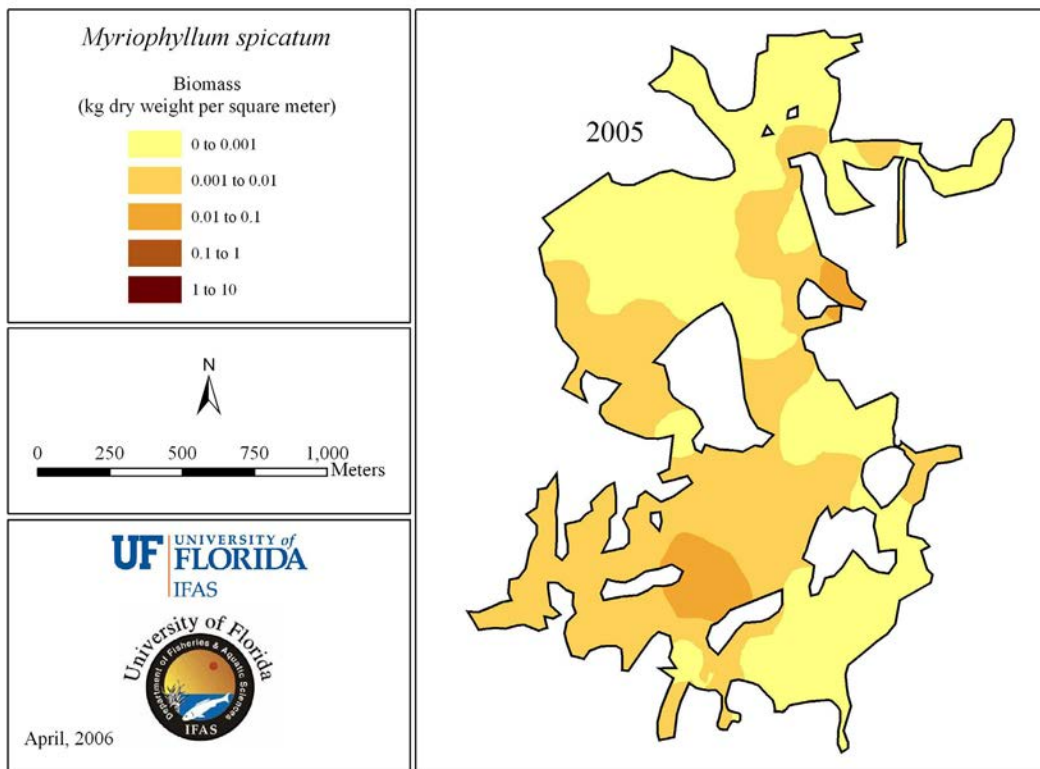 Myriophyllum spicatum
Biomass
(kg dry weight per square meter)
0 to 0.001
0.001 to 0.01
0.01 to 0.1
0.1 to 1
1 to 10
N
0 250 500 750 1,000
Meters
UF UNIVERSITY of
FLORIDA
IFAS
University of Florida
Department of Fisheries & Aquatic Sciences
IFAS
April, 2006
2005